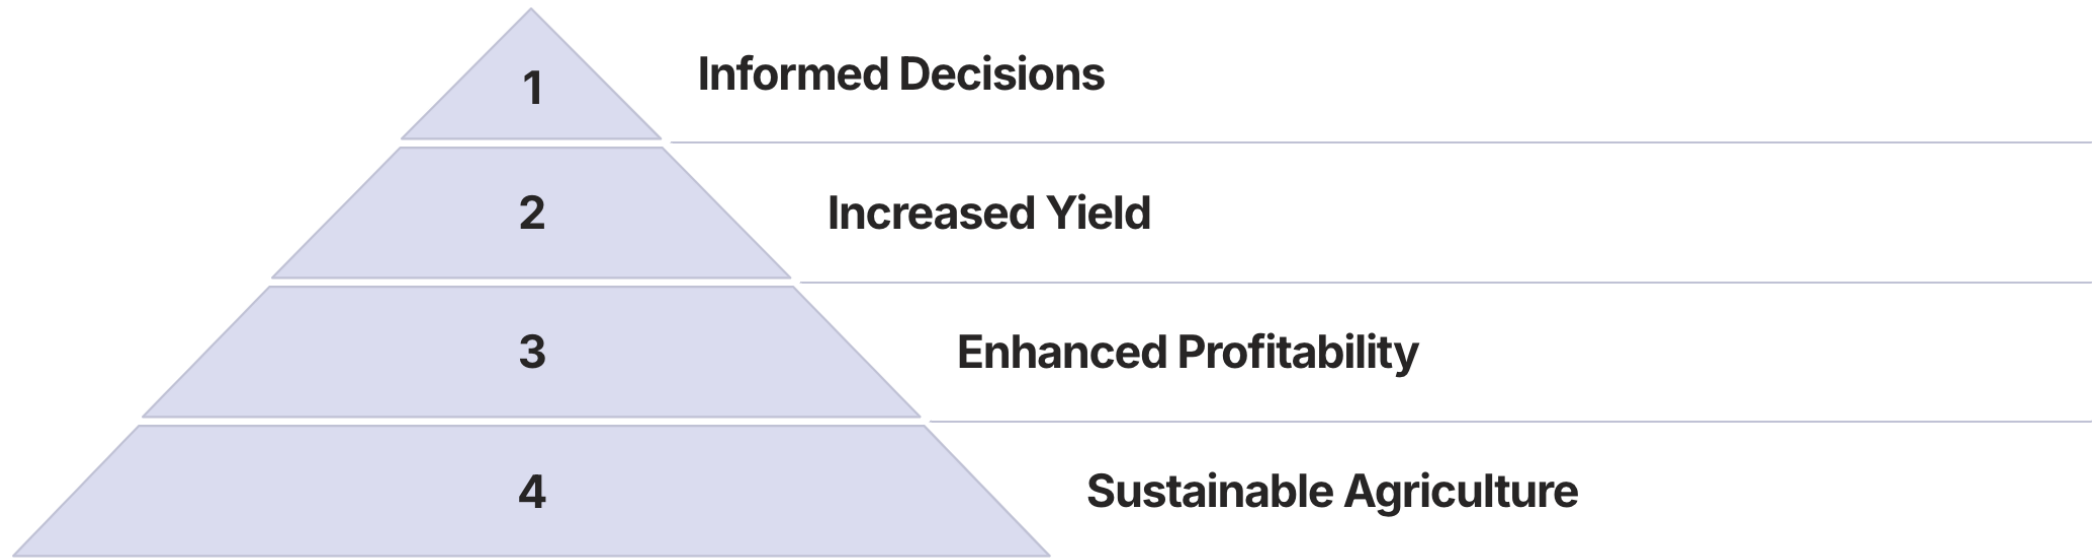 1
Informed Decisions
2
Increased Yield
3
Enhanced Profitability
4
Sustainable Agriculture